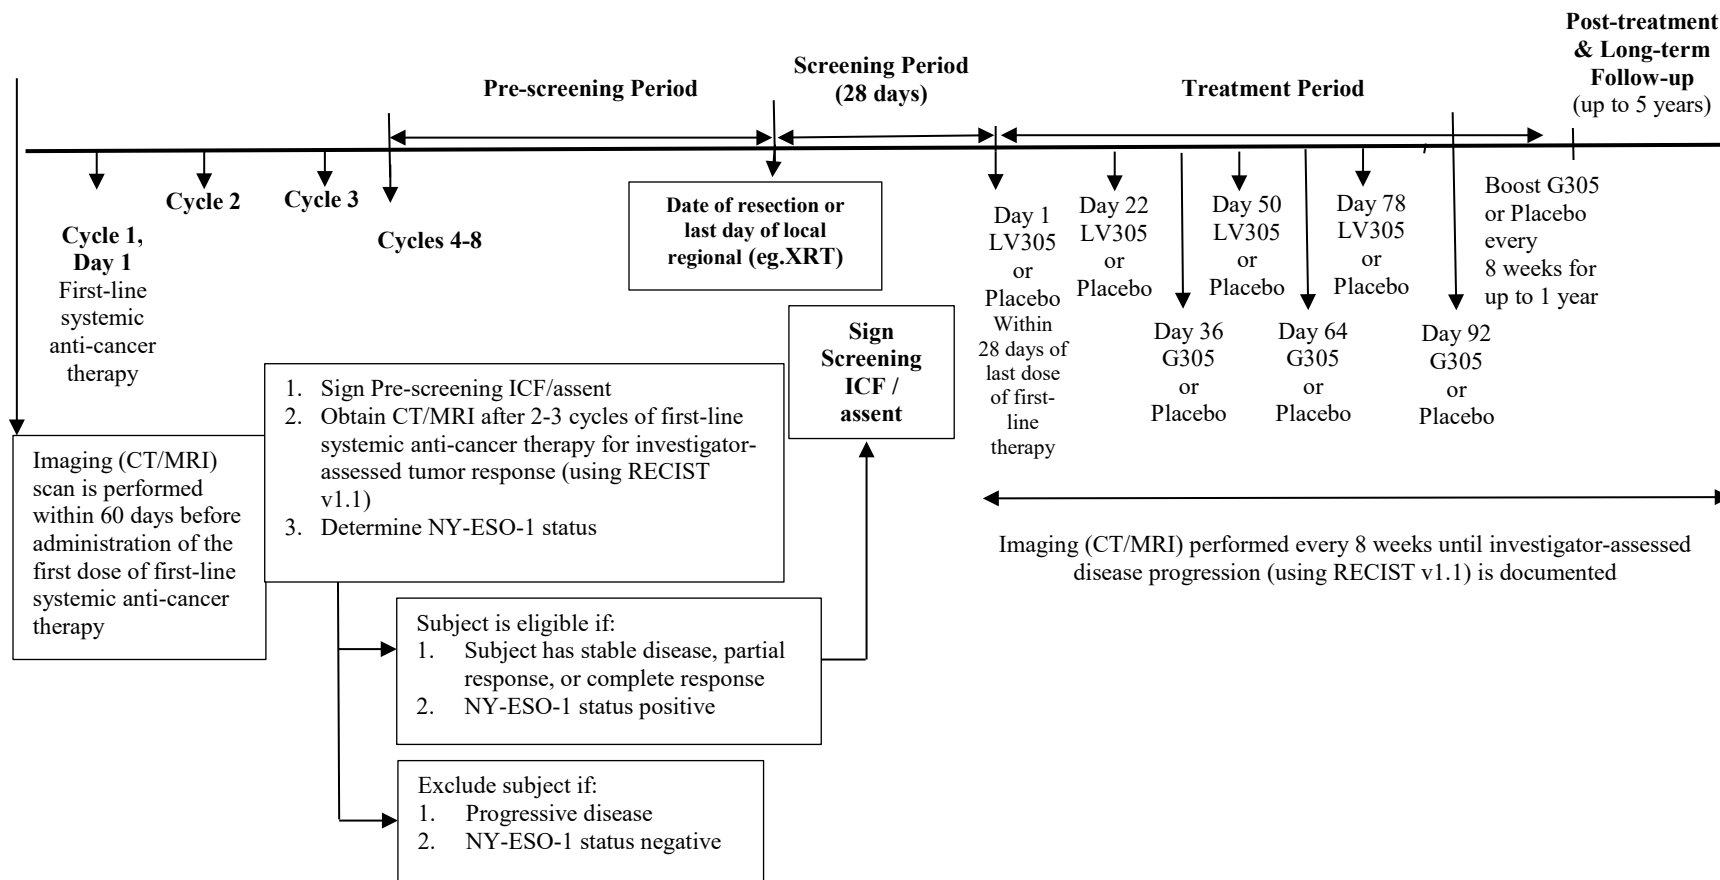 Post-treatment
& Long-term
Follow-up
(up to 5 years)
Screening Period
(28 days)
Pre-screening Period
Treatment Period
Cycle 1,
Day 1
First-line
systemic
anti-cancer
therapy
Cycle 2
Cycle 3
Cycles 4-8
Date of resection or
last day of local
regional (eg.XRT)
Day 1
LV305
or
Placebo
Within
28 days of
last dose
of first-
line
therapy
Day 22
LV305
or
Placebo
Day 36
G305
or
Placebo
Day 50
LV305
or
Placebo
Day 64
G305
or
Placebo
Day 78
LV305
or
Placebo
Day 92
G305
or
Placebo
Boost G305
or Placebo
every
8 weeks for
up to 1 year
Imaging (CT/MRI)
scan is performed
within 60 days before
administration of the
first dose of first-line
systemic anti-cancer
therapy
1. Sign Pre-screening ICF/assent
2. Obtain CT/MRI after 2-3 cycles of first-line
systemic anti-cancer therapy for investigator-
assessed tumor response (using RECIST
v1.1)
3. Determine NY-ESO-1 status
Sign
Screening
ICF /
assent
Imaging (CT/MRI) performed every 8 weeks until investigator-assessed
disease progression (using RECIST v1.1) is documented
Subject is eligible if:
1. Subject has stable disease, partial
response, or complete response
2. NY-ESO-1 status positive
Exclude subject if:
1. Progressive disease
2. NY-ESO-1 status negative